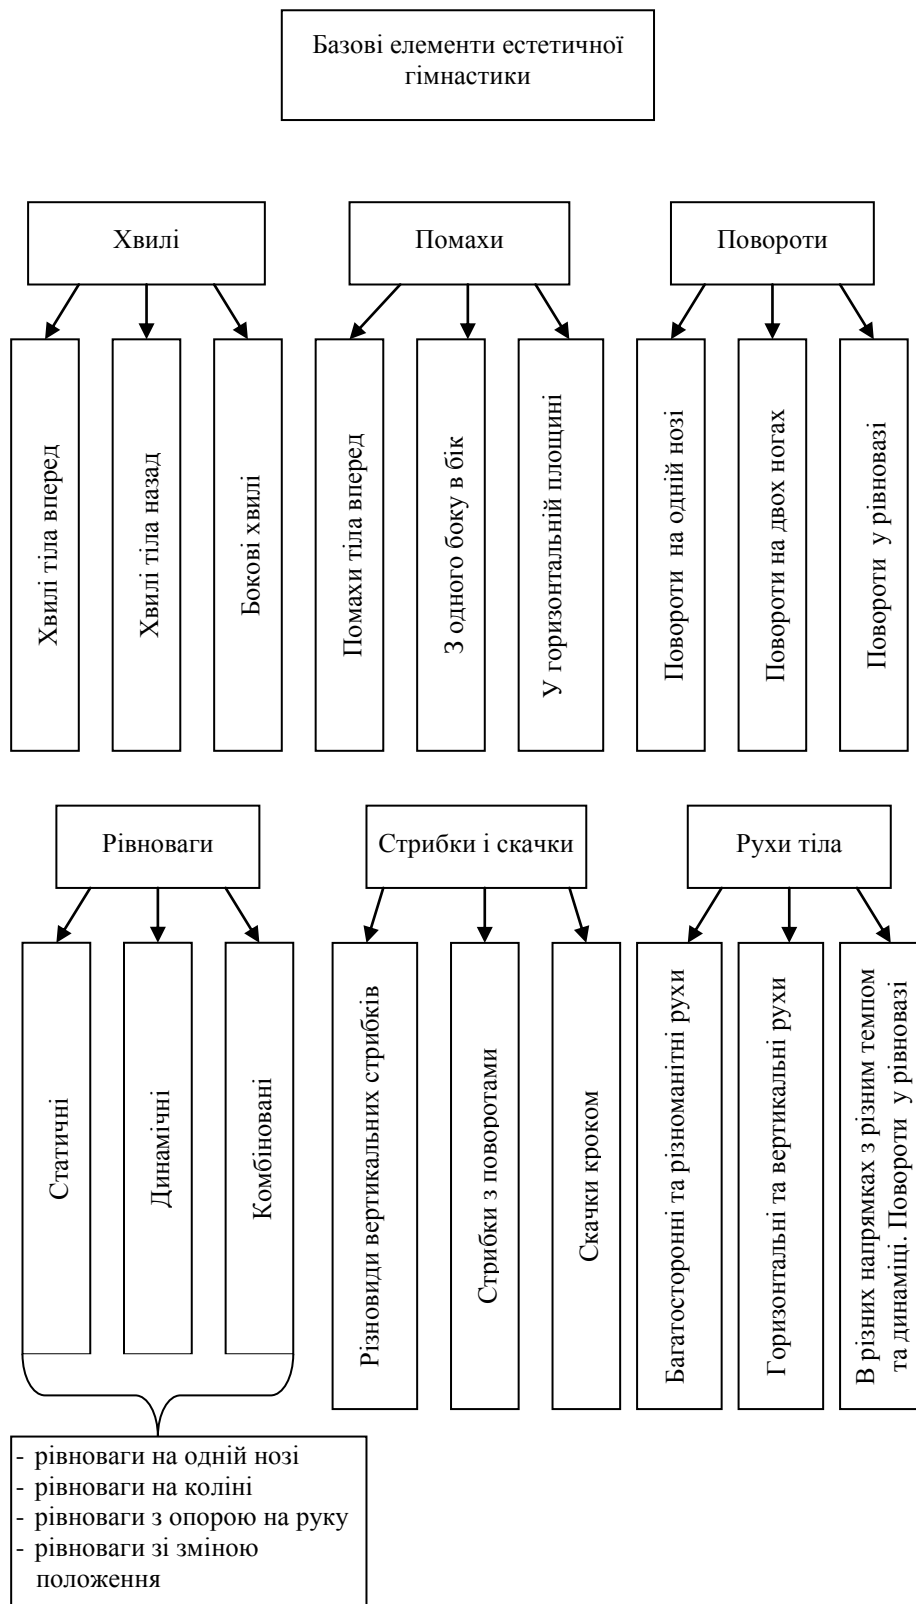 Базові елементи естетичної
гімнастики
Хвилі
Помахи
Повороти
Хвилі тіла вперед
Хвилі тіла назад
Бокові хвилі
Помахи тіла вперед
З одного боку в бік
У горизонтальній площині
Повороти на одній нозі
Повороти на двох ногах
Повороти у рівновазі
Рівноваги
Стрибки і скачки
Рухи тіла
Статичні
Динамічні
Комбіновані
Різновиди вертикальних стрибків
Стрибки з поворотами
Скачки кроком
Багатосторонні та різноманітні рухи
Горизонтальні та вертикальні рухи
В різних напрямках з різним темпом
та динаміці. Повороти у рівновазі
- рівноваги на одній нозі
- рівноваги на коліні
- рівноваги з опорою на руку
- рівноваги зі зміною
положення